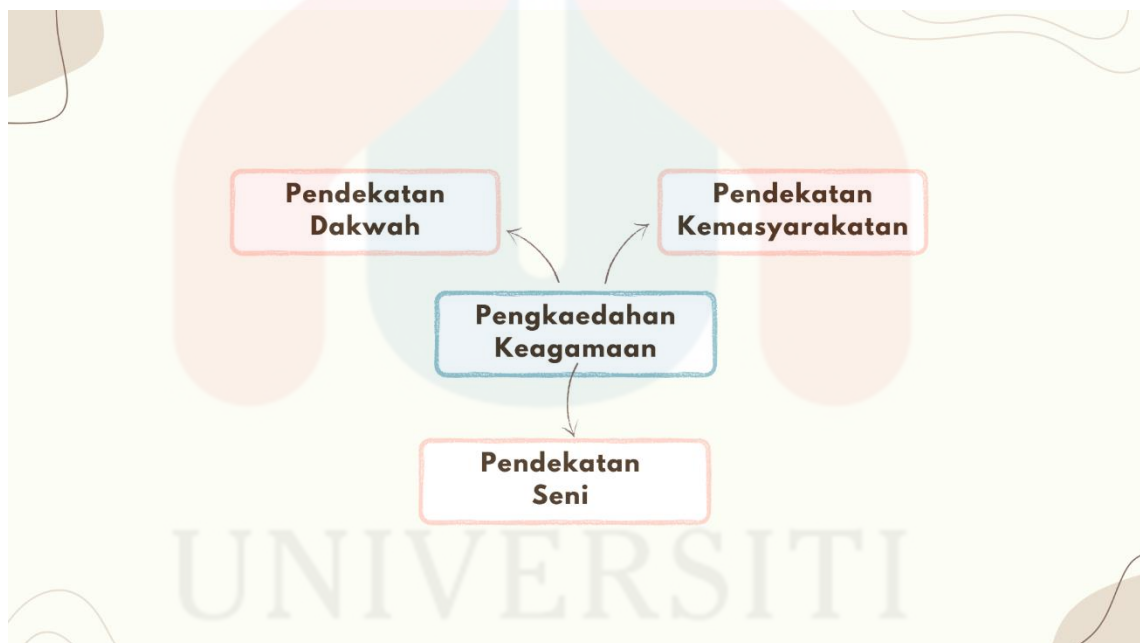 Pendekatan
Dakwah
Pendekatan
Kemasyarakatan
Pengkaedahan
Keagamaan
Pendekatan
Seni
UNIVERSITI